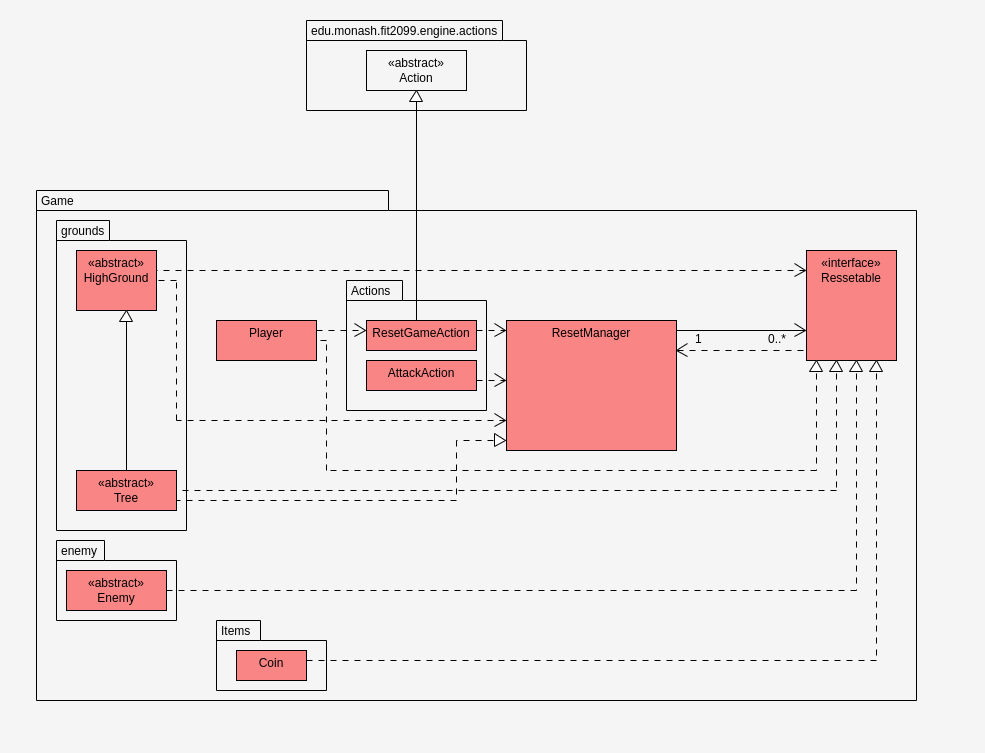 edu.monash.fit2099.engine.actions
«abstract»
Action
Game
grounds
«abstract»
HighGround
«interface»
Ressetable
Actions
Player
ResetGameAction
ResetManager
1
0..*
AttackAction
«abstract»
Tree
enemy
«abstract»
Enemy
Items
Coin